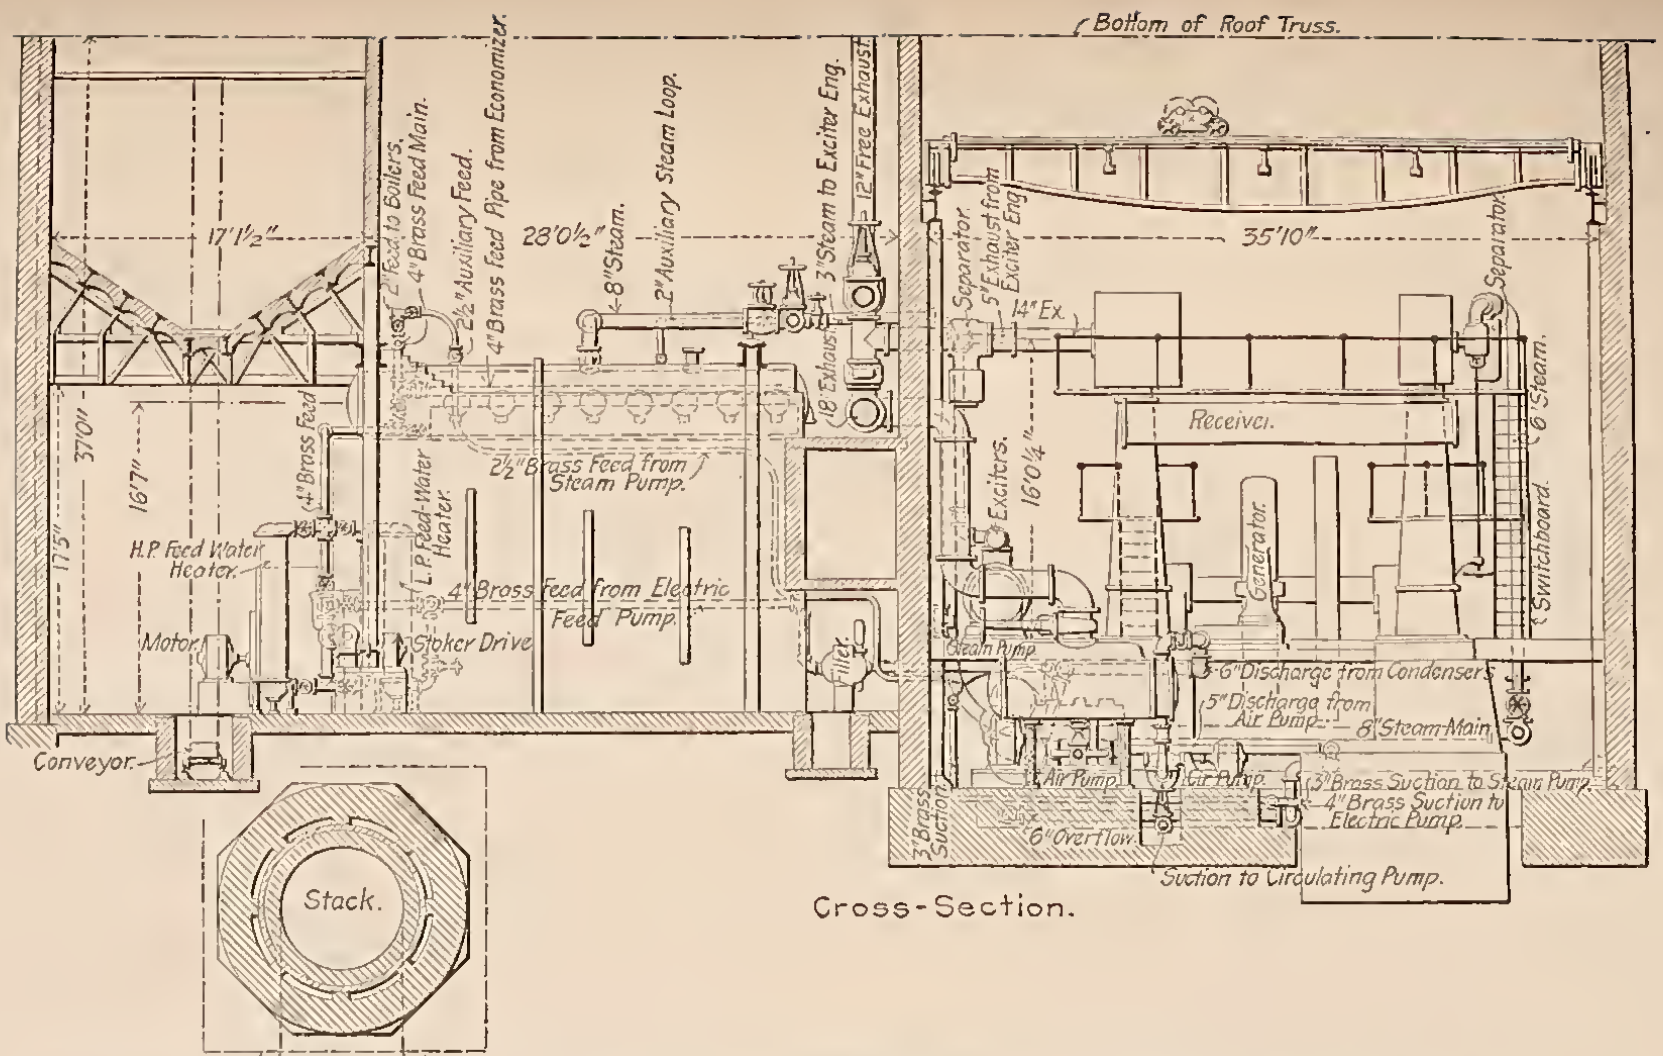 Bottom of Roof Truss.
17'1½"
28'0½"
35'10"
37'0"
17'5"
16'7"
2" Feed to Boilers.
4" Brass Feed Main.
2½" Auxiliary Feed.
4" Brass Feed Pipe from Economizer.
8" Steam.
2" Auxiliary Steam Loop.
3" Steam to Exciter Eng.
12" Free Exhaust.
18" Exhaust.
Separator.
5" Exhaust from
Exciter Eng.
14" Ex.
Separator.
6" Steam.
Receiver.
16'0¼"
Exciters.
Generator.
Switchboard.
4" Brass Feed
2½" Brass Feed from
Steam Pump.
L.P. Feed-Water
Heater.
H.P. Feed Water
Heater.
4" Brass Feed from Electric
Feed Pump.
Motor.
Stoker Drive
Filter.
Steam Pump
6" Discharge from Condensers
5" Discharge from
Air Pump.
8" Steam Main
Conveyor.
Air Pump.
Cir. Pump.
3" Brass Suction to Steam Pump.
4" Brass Suction to
Electric Pump.
3" Brass
Suction.
6" Overflow.
Suction to Circulating Pump.
Stack.
Cross-Section.